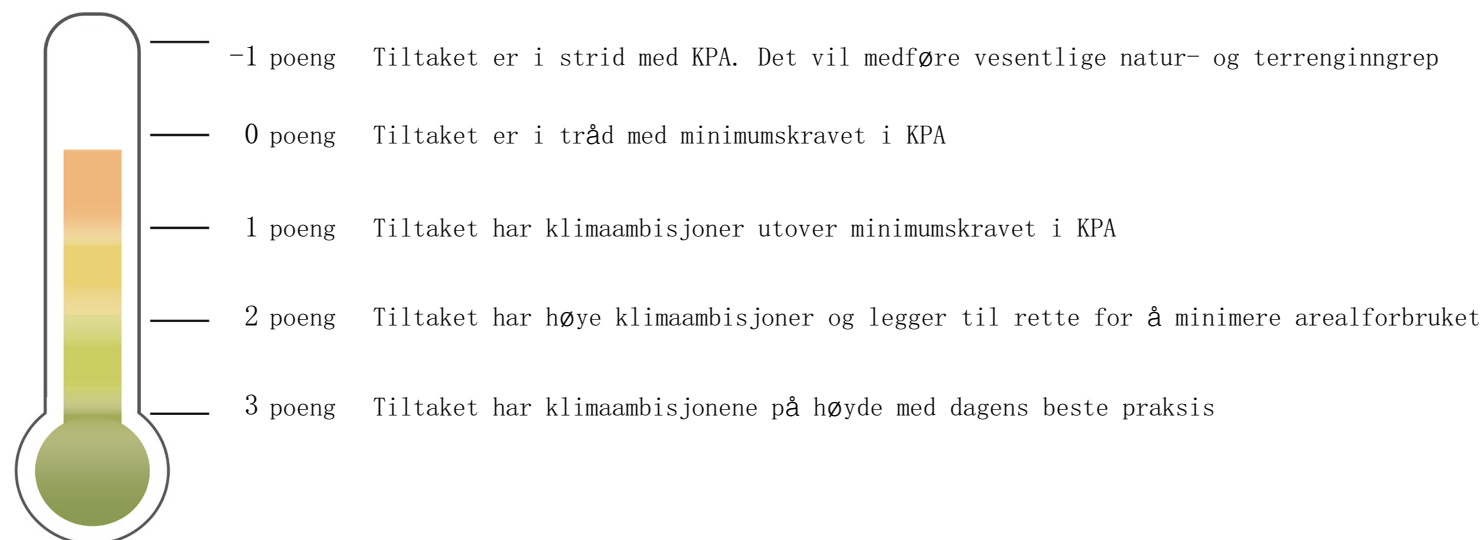 -1 poeng Tiltaket er i strid med KPA. Det vil medføre vesentlige natur- og terrenginngrep
0 poeng Tiltaket er i tråd med minimumskravet i KPA
1 poeng Tiltaket har klimaambisjoner utover minimumskravet i KPA
2 poeng Tiltaket har høye klimaambisjoner og legger til rette for å minimere arealforbruket
3 poeng Tiltaket har klimaambisjonene på høyde med dagens beste praksis